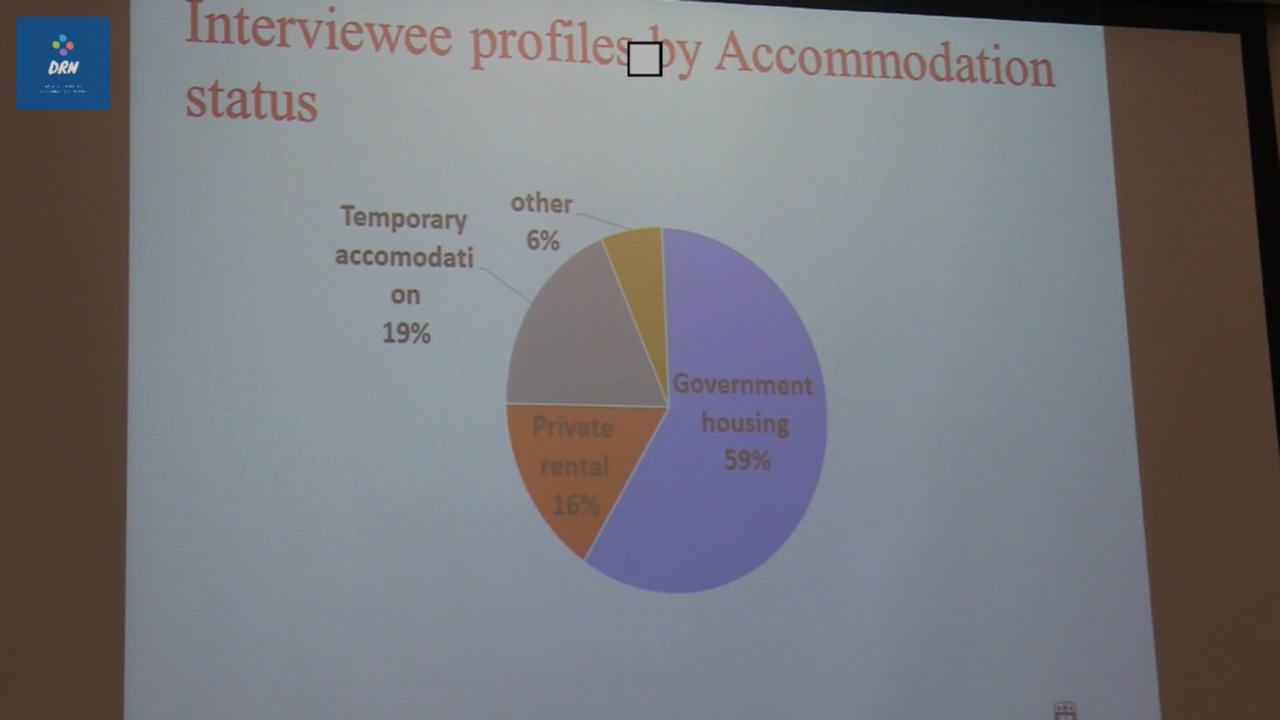 Interviewee profiles by Accommodation
status
DRN
other
6%
Temporary
accomodati
on
19%
Government
housing
59%
Private
rental
16%